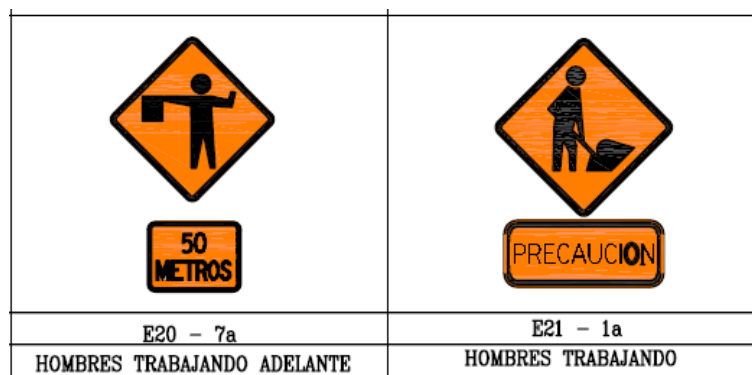 50
METROS
PRECAUCION
E20 - 7a
E21 - 1a
HOMBRES TRABAJANDO ADELANTE
HOMBRES TRABAJANDO